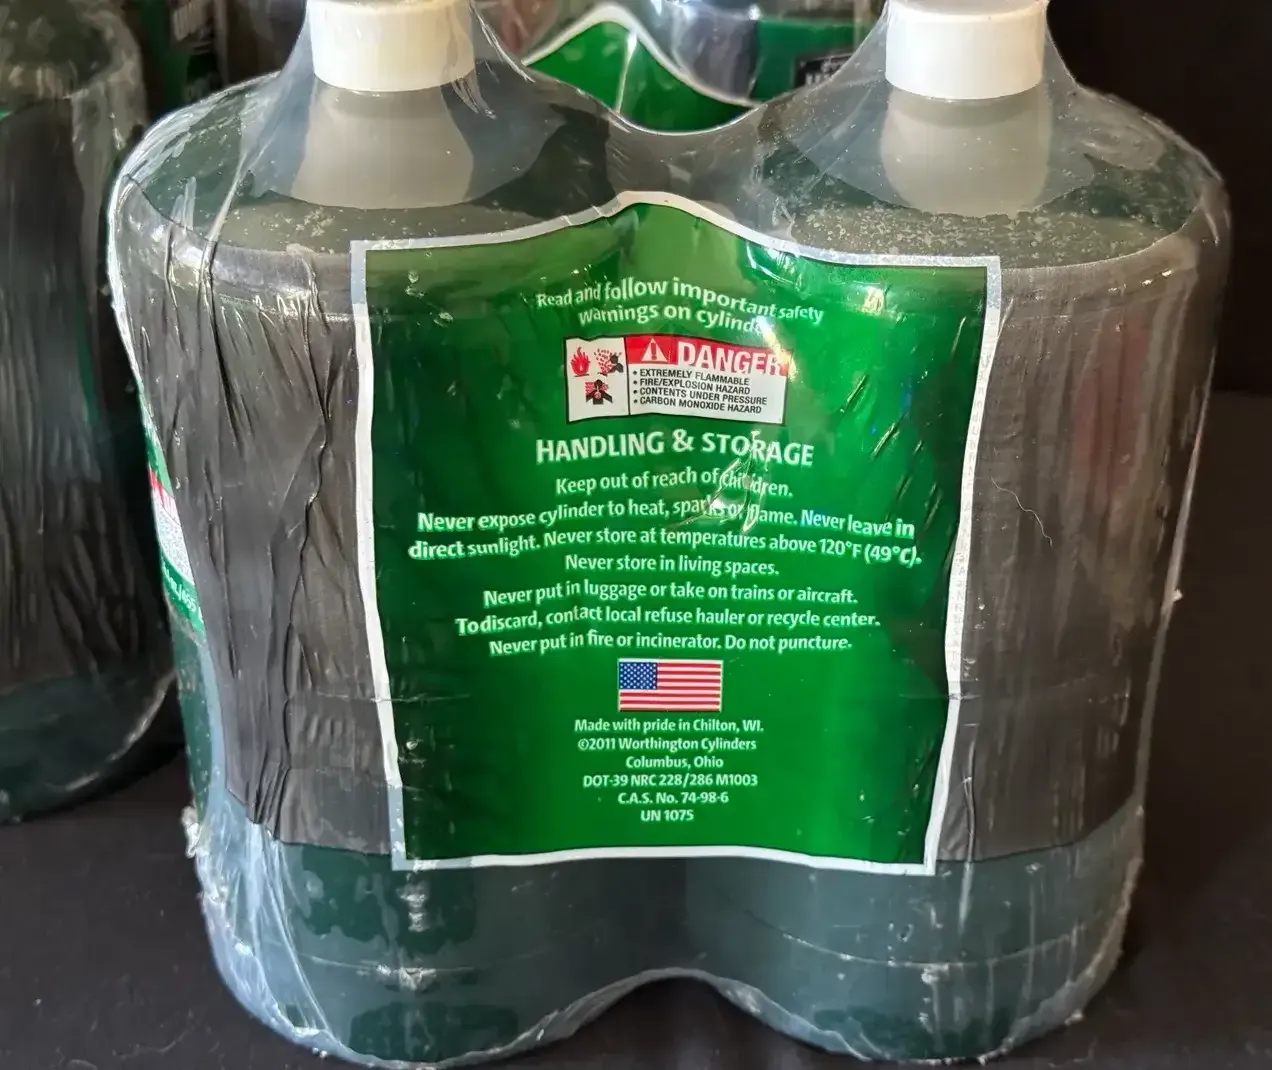 Read and follow important safety
warnings on cylinder
DANGER
• EXTREMELY FLAMMABLE
• FIRE/EXPLOSION HAZARD
• CONTENTS UNDER PRESSURE
• CARBON MONOXIDE HAZARD
HANDLING & STORAGE
Keep out of reach of children.
Never expose cylinder to heat, sparks or flame. Never leave in
direct sunlight. Never store at temperatures above 120°F (49°C).
Never store in living spaces.
Never put in luggage or take on trains or aircraft.
To discard, contact local refuse hauler or recycle center.
Never put in fire or incinerator. Do not puncture.
Made with pride in Chilton, WI.
©2011 Worthington Cylinders
Columbus, Ohio
DOT-39 NRC 228/286 M1003
C.A.S. No. 74-98-6
UN 1075